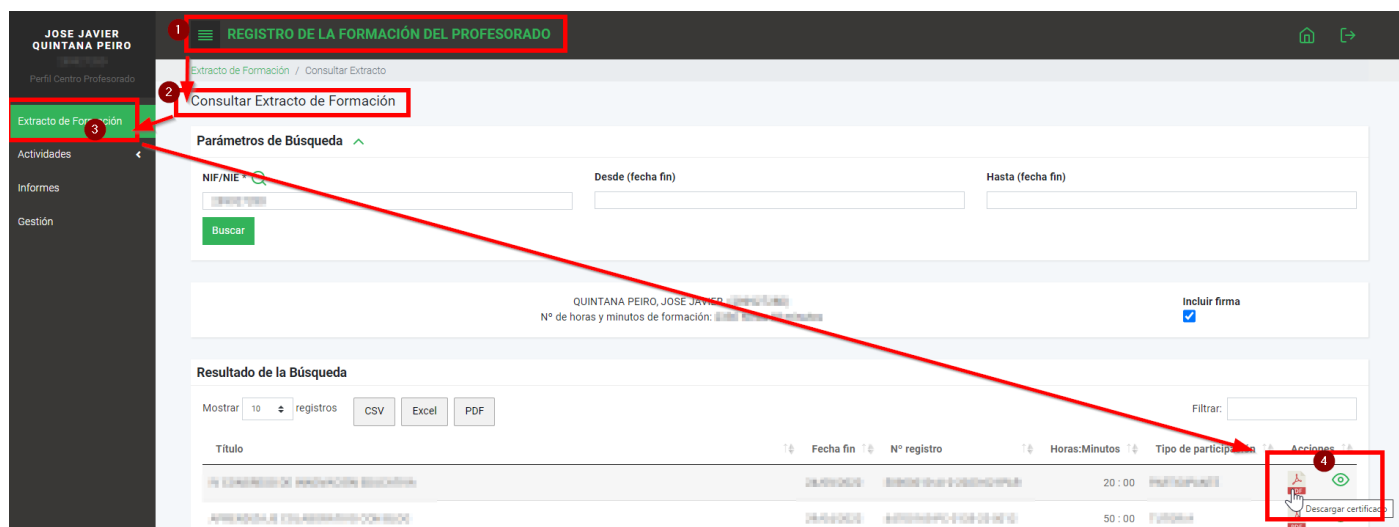 JOSE JAVIER
QUINTANA PEIRO
Perfil Centro Profesorado
Extracto de Formación
3
Actividades
Informes
Gestión
1
REGISTRO DE LA FORMACIÓN DEL PROFESORADO
Extracto de Formación / Consultar Extracto
2
Consultar Extracto de Formación
Parámetros de Búsqueda
NIF/NIE * Desde (fecha fin) Hasta (fecha fin)
Buscar
QUINTANA PEIRO, JOSE JAVIER
Incluir firma
Nº de horas y minutos de formación:
Resultado de la Búsqueda
Mostrar 10 registros CSV Excel PDF Filtrar:
Título Fecha fin Nº registro Horas:Minutos Tipo de participación Acciones
4
20 : 00 PDF
Descargar certificado
50 : 00 PDF